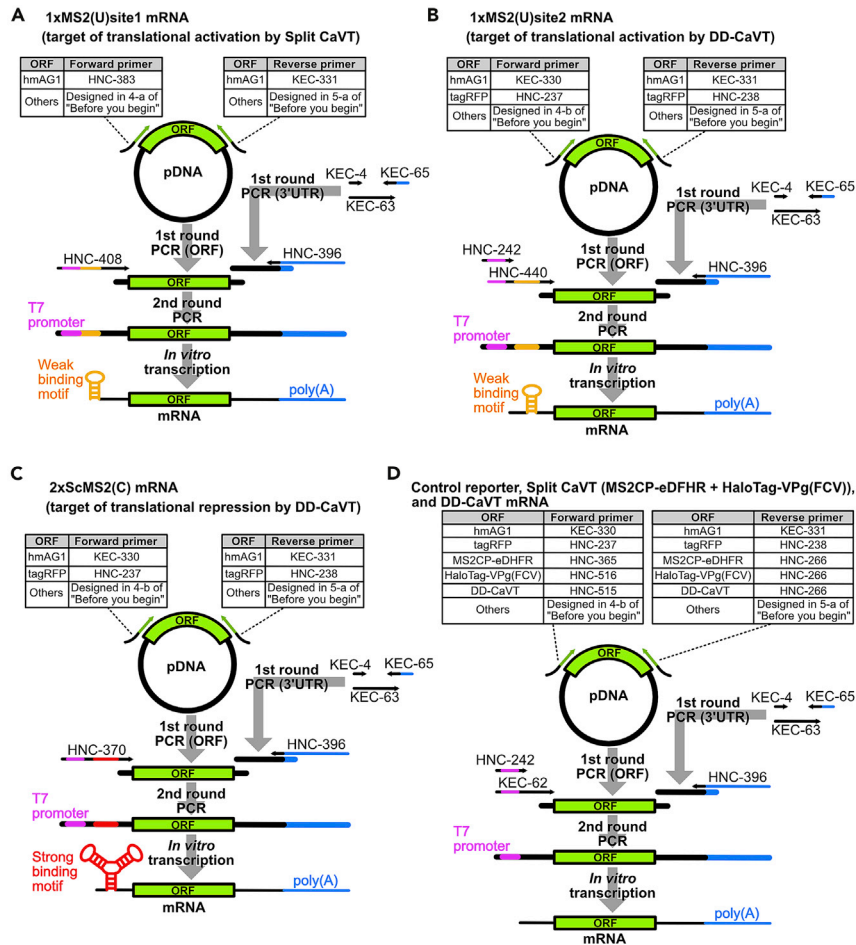 A
1xMS2(U)site1 mRNA
(target of translational activation by Split CaVT)
ORF Forward primer
hmAG1 HNC-383
Others Designed in 4-a of
"Before you begin"
ORF Reverse primer
hmAG1 KEC-331
Others Designed in 5-a of
"Before you begin"
ORF
pDNA
1st round
PCR (3'UTR)
KEC-4 KEC-65
KEC-63
1st round
PCR (ORF)
HNC-408
HNC-396
ORF
2nd round
PCR
T7
promoter
ORF
In vitro
transcription
Weak
binding
motif
poly(A)
ORF
mRNA
B
1xMS2(U)site2 mRNA
(target of translational activation by DD-CaVT)
ORF Forward primer
hmAG1 KEC-330
tagRFP HNC-237
Others Designed in 4-b of
"Before you begin"
ORF Reverse primer
hmAG1 KEC-331
tagRFP HNC-238
Others Designed in 5-a of
"Before you begin"
ORF
pDNA
1st round
PCR (3'UTR)
KEC-4 KEC-65
KEC-63
1st round
PCR (ORF)
HNC-242
HNC-440
HNC-396
ORF
2nd round
PCR
T7
promoter
ORF
In vitro
transcription
Weak
binding
motif
poly(A)
ORF
mRNA
C
2xScMS2(C) mRNA
(target of translational repression by DD-CaVT)
ORF Forward primer
hmAG1 KEC-330
tagRFP HNC-237
Others Designed in 4-b of
"Before you begin"
ORF Reverse primer
hmAG1 KEC-331
tagRFP HNC-238
Others Designed in 5-a of
"Before you begin"
ORF
pDNA
1st round
PCR (3'UTR)
KEC-4 KEC-65
KEC-63
1st round
PCR (ORF)
HNC-370
HNC-396
ORF
2nd round
PCR
T7
promoter
ORF
In vitro
transcription
Strong
binding
motif
poly(A)
ORF
mRNA
D
Control reporter, Split CaVT (MS2CP-eDFHR + HaloTag-VPg(FCV)),
and DD-CaVT mRNA
ORF Forward primer
hmAG1 KEC-330
tagRFP HNC-237
MS2CP-eDHFR HNC-365
HaloTag-VPg(FCV) HNC-516
DD-CaVT HNC-515
Others Designed in 4-b of
"Before you begin"
ORF Reverse primer
hmAG1 KEC-331
tagRFP HNC-238
MS2CP-eDHFR HNC-266
HaloTag-VPg(FCV) HNC-266
DD-CaVT HNC-266
Others Designed in 5-a of
"Before you begin"
ORF
pDNA
1st round
PCR (3'UTR)
KEC-4 KEC-65
KEC-63
1st round
PCR (ORF)
HNC-242
KEC-62
HNC-396
ORF
2nd round
PCR
T7
promoter
ORF
In vitro
transcription
poly(A)
ORF
mRNA